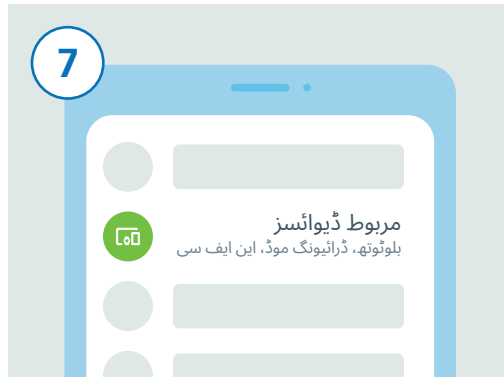 7
مربوط ڈیوائسز
بلوٹوتھ، ڈرائیونگ موڈ، این ایف سی